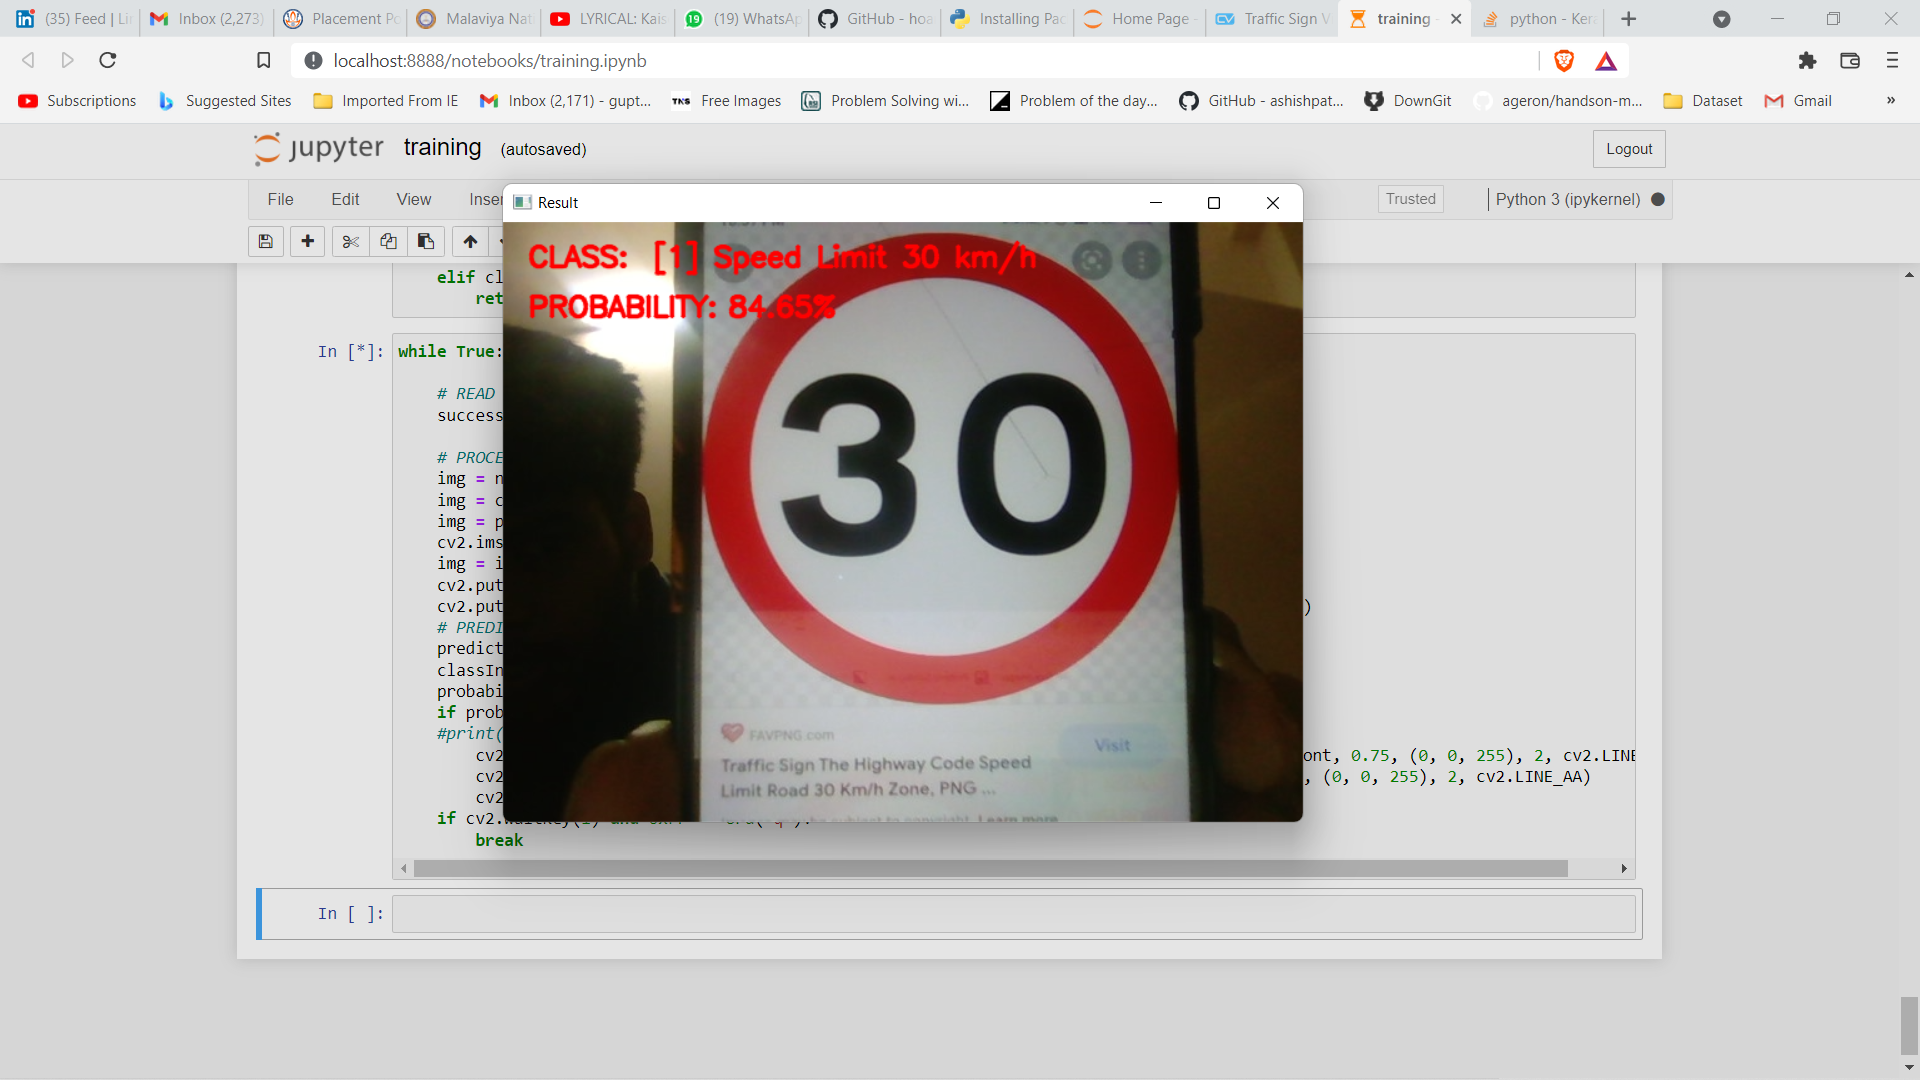 (35) Feed | Li
Inbox (2,273)
Placement Po
Malaviya Nat
LYRICAL: Kais
(19) WhatsAp
GitHub - hoa
Installing Pac
Home Page -
Traffic Sign V
training -
python - Ker
localhost:8888/notebooks/training.ipynb
Subscriptions
Suggested Sites
Imported From IE
Inbox (2,171) - gupt...
TKS Free Images
Problem Solving wi...
Problem of the day...
GitHub - ashishpat...
DownGit
ageron/handson-m...
Dataset
Gmail
»
jupyter training (autosaved)
Logout
File Edit View Inser
Trusted
Python 3 (ipykernel)
Result
CLASS: [1] Speed Limit 30 km/h
PROBABILITY: 84.65%
30
FAVPNG.com
Visit
Traffic Sign The Highway Code Speed
Limit Road 30 Km/h Zone, PNG ...
elif cl
ret
In [*]: while True:
# READ
success
# PROCE
img = n
img = c
img = p
cv2.ims
img = i
cv2.put
cv2.put )
# PREDI
predict
classIn
probabi
if prob
#print(
cv2 ont, 0.75, (0, 0, 255), 2, cv2.LINE
cv2 , (0, 0, 255), 2, cv2.LINE_AA)
cv2
if cv2.
break
In [ ]: